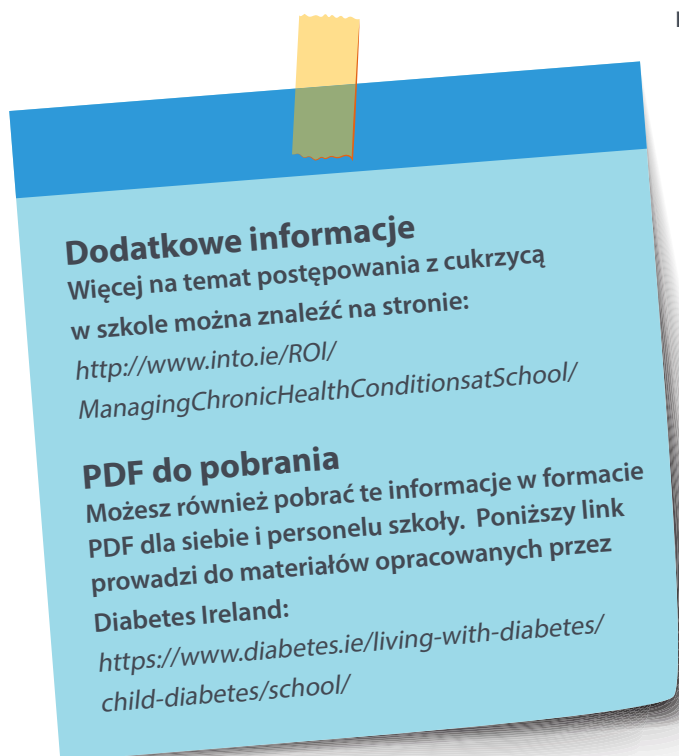 Dodatkowe informacje
Więcej na temat postępowania z cukrzycą
w szkole można znaleźć na stronie:
http://www.into.ie/ROI/
ManagingChronicHealthConditionsatSchool/
PDF do pobrania
Możesz również pobrać te informacje w formacie
PDF dla siebie i personelu szkoły. Poniższy link
prowadzi do materiałów opracowanych przez
Diabetes Ireland:
https://www.diabetes.ie/living-with-diabetes/
child-diabetes/school/